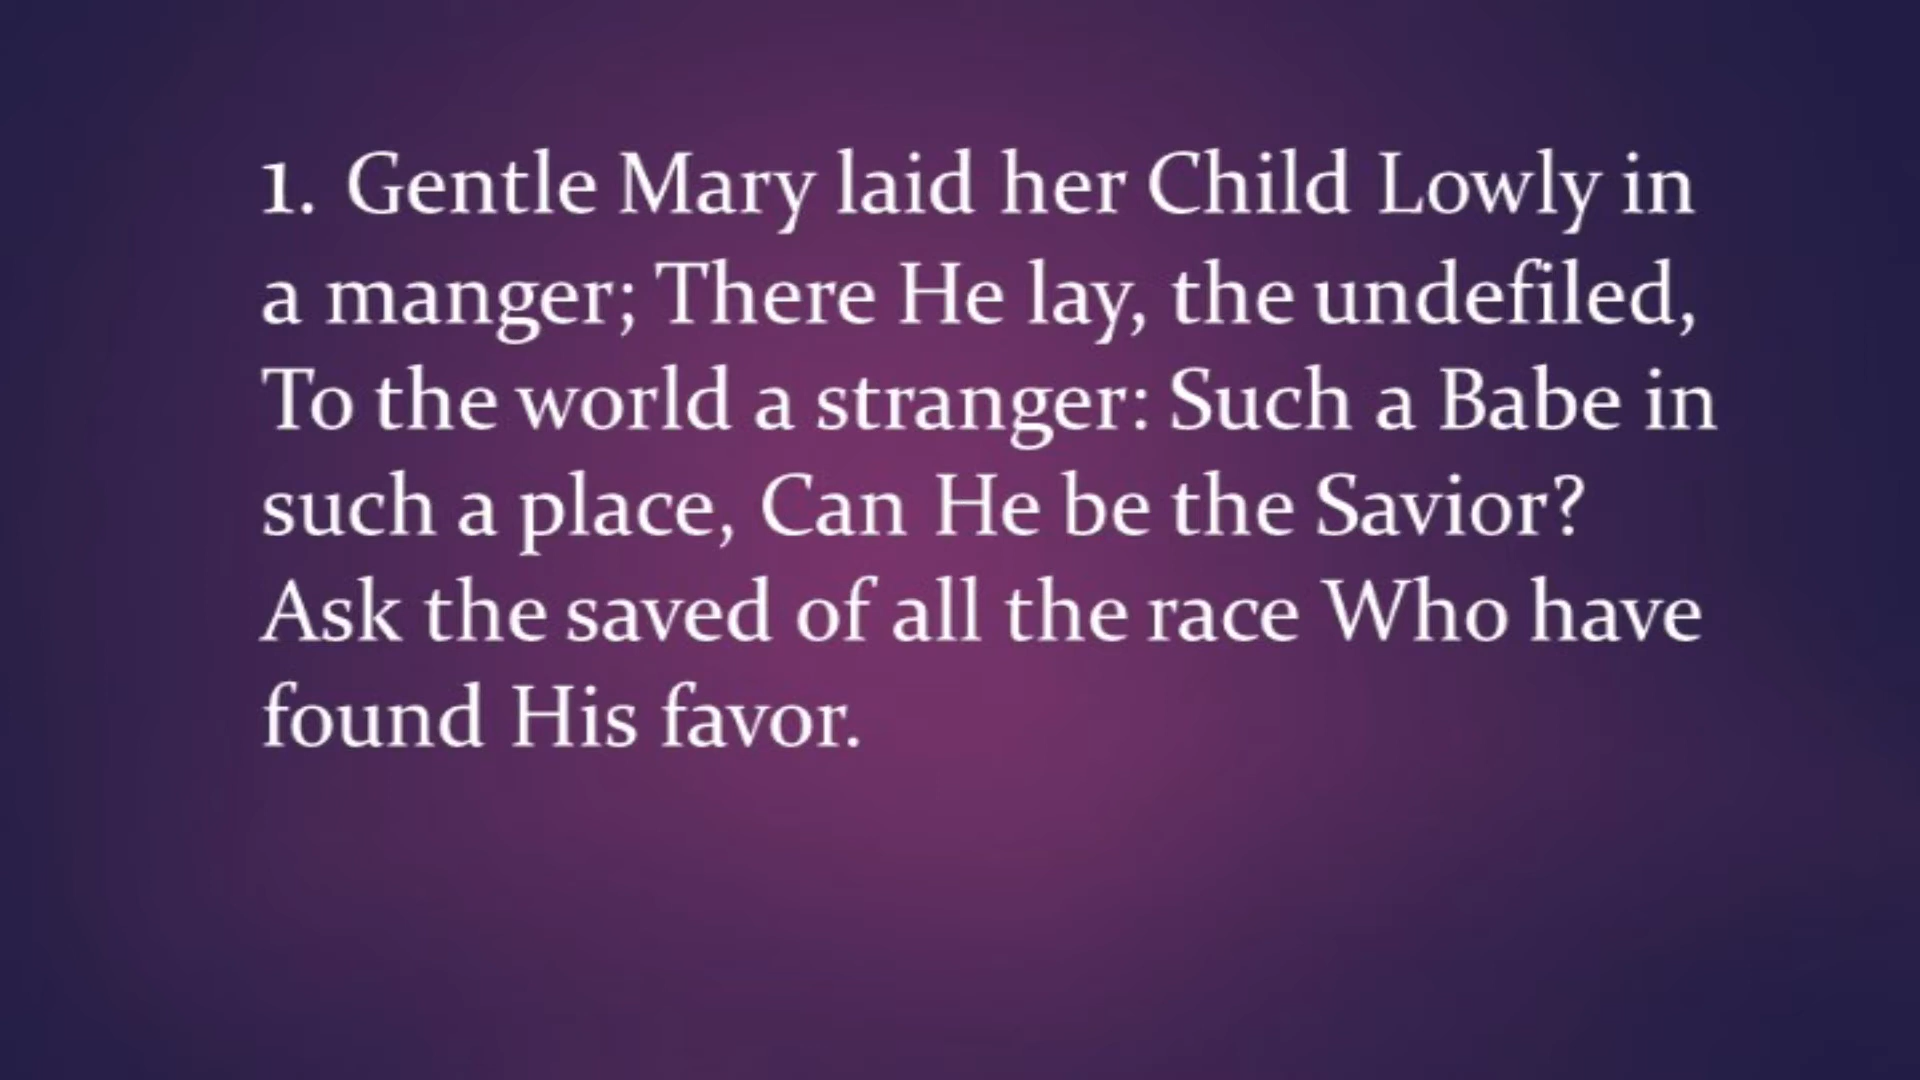 1. Gentle Mary laid her Child Lowly in
a manger; There He lay, the undefiled,
To the world a stranger: Such a Babe in
such a place, Can He be the Savior?
Ask the saved of all the race Who have
found His favor.